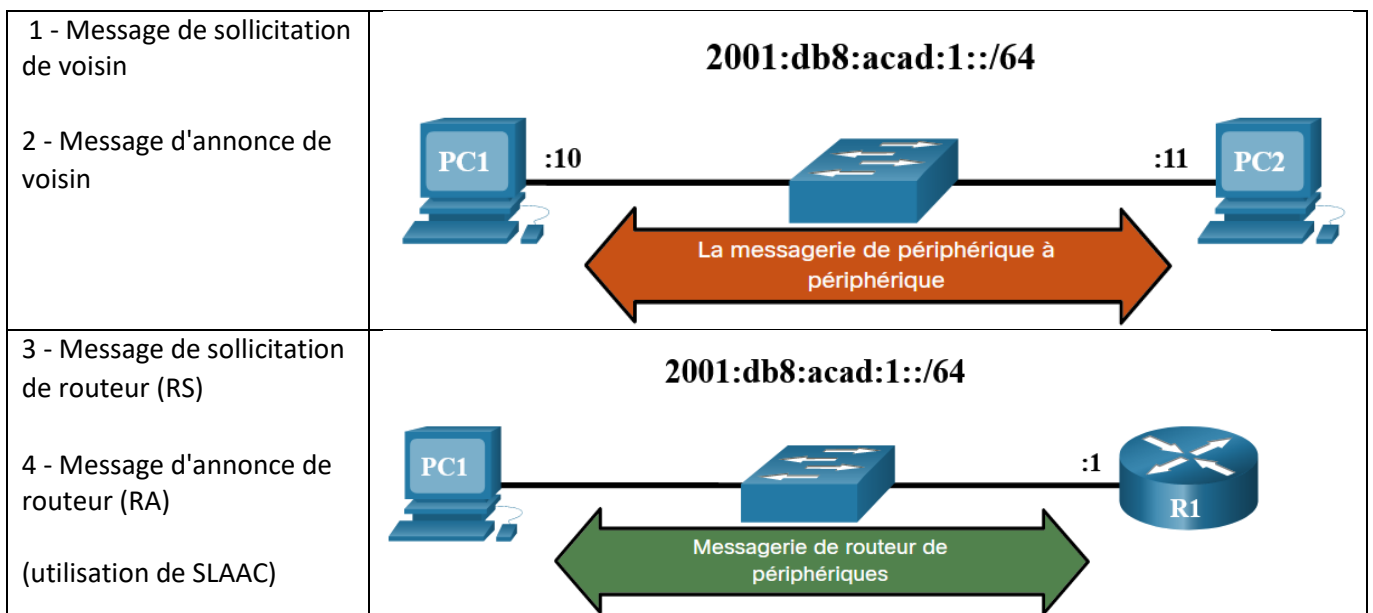 1 - Message de sollicitation
de voisin
2 - Message d'annonce de
voisin
2001:db8:acad:1::/64
PC1
:10
:11
PC2
La messagerie de périphérique à
périphérique
3 - Message de sollicitation
de routeur (RS)
4 - Message d'annonce de
routeur (RA)
(utilisation de SLAAC)
2001:db8:acad:1::/64
PC1
:1
R1
Messagerie de routeur de
périphériques